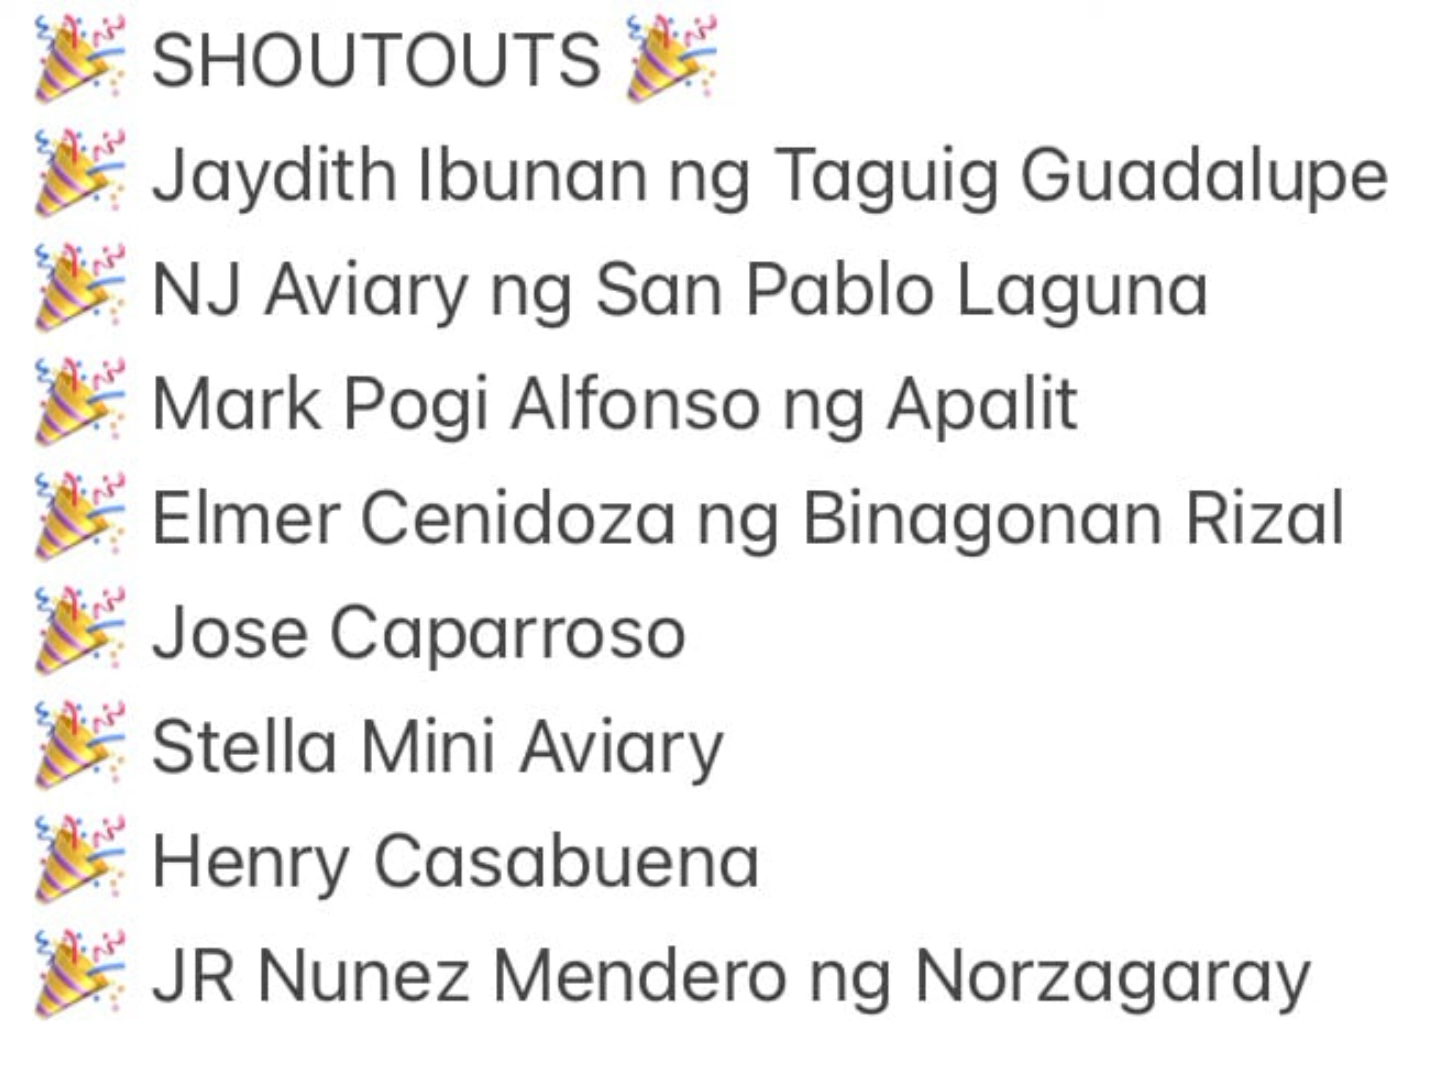 🎉 SHOUTOUTS 🎉
🎉 Jaydith Ibunan ng Taguig Guadalupe
🎉 NJ Aviary ng San Pablo Laguna
🎉 Mark Pogi Alfonso ng Apalit
🎉 Elmer Cenidoza ng Binagonan Rizal
🎉 Jose Caparroso
🎉 Stella Mini Aviary
🎉 Henry Casabuena
🎉 JR Nunez Mendero ng Norzagaray